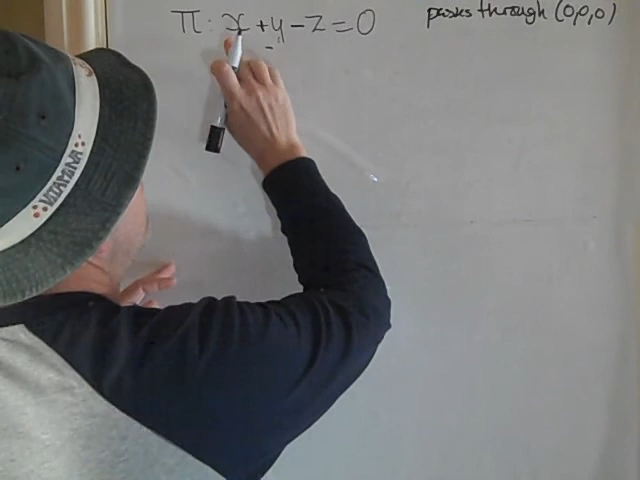 π: x+y-z=0
passes through (0,0,0)
VITAMINA